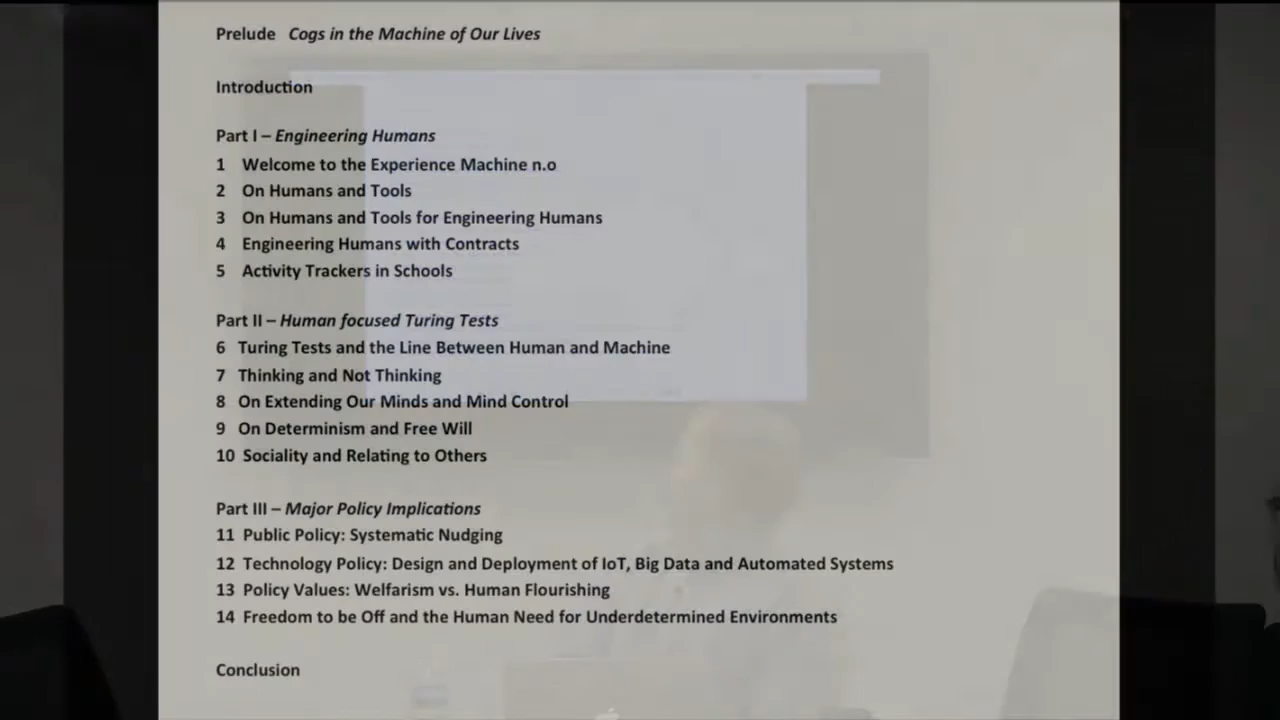 Prelude Cogs in the Machine of Our Lives
Introduction
Part I – Engineering Humans
1 Welcome to the Experience Machine n.o
2 On Humans and Tools
3 On Humans and Tools for Engineering Humans
4 Engineering Humans with Contracts
5 Activity Trackers in Schools
Part II – Human focused Turing Tests
6 Turing Tests and the Line Between Human and Machine
7 Thinking and Not Thinking
8 On Extending Our Minds and Mind Control
9 On Determinism and Free Will
10 Sociality and Relating to Others
Part III – Major Policy Implications
11 Public Policy: Systematic Nudging
12 Technology Policy: Design and Deployment of IoT, Big Data and Automated Systems
13 Policy Values: Welfarism vs. Human Flourishing
14 Freedom to be Off and the Human Need for Underdetermined Environments
Conclusion